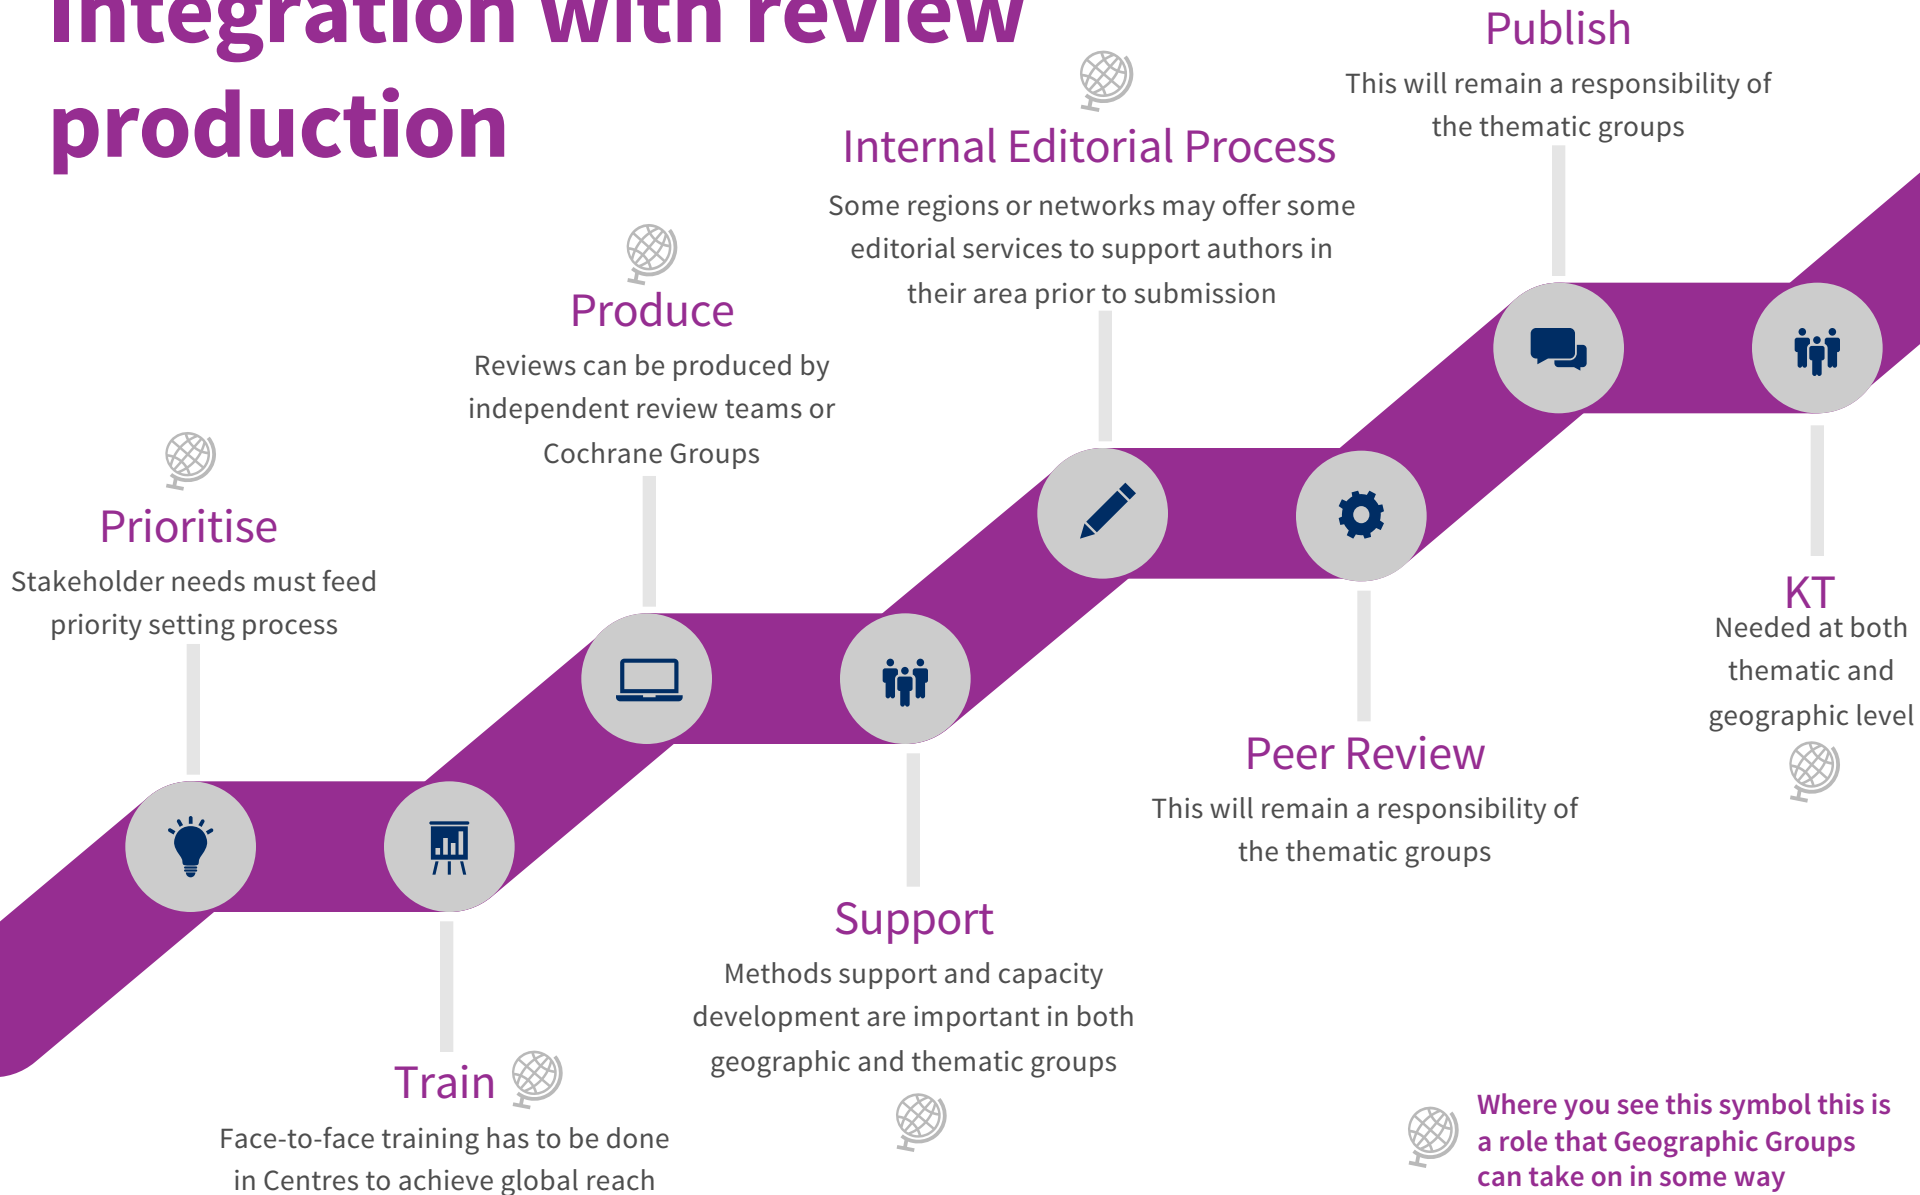 Integration with review
production
Publish
This will remain a responsibility of
the thematic groups
Internal Editorial Process
Some regions or networks may offer some
editorial services to support authors in
their area prior to submission
Produce
Reviews can be produced by
independent review teams or
Cochrane Groups
Prioritise
Stakeholder needs must feed
priority setting process
KT
Needed at both
thematic and
geographic level
Peer Review
This will remain a responsibility of
the thematic groups
Support
Methods support and capacity
development are important in both
geographic and thematic groups
Train
Face-to-face training has to be done
in Centres to achieve global reach
Where you see this symbol this is
a role that Geographic Groups
can take on in some way